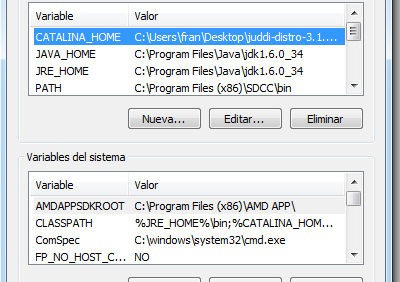 Variable Valor
CATALINA_HOME C:\Users\fran\Desktop\juddi-distro-3.1....
JAVA_HOME C:\Program Files\Java\jdk1.6.0_34
JRE_HOME C:\Program Files\Java\jdk1.6.0_34
PATH C:\Program Files (x86)\SDCC\bin
Nueva... Editar... Eliminar
Variables del sistema
Variable Valor
AMDAPPSDKROOT C:\Program Files (x86)\AMD APP\
CLASSPATH %JRE_HOME%\bin;%CATALINA_HOM...
ComSpec C:\windows\system32\cmd.exe
FP_NO_HOST_C... NO